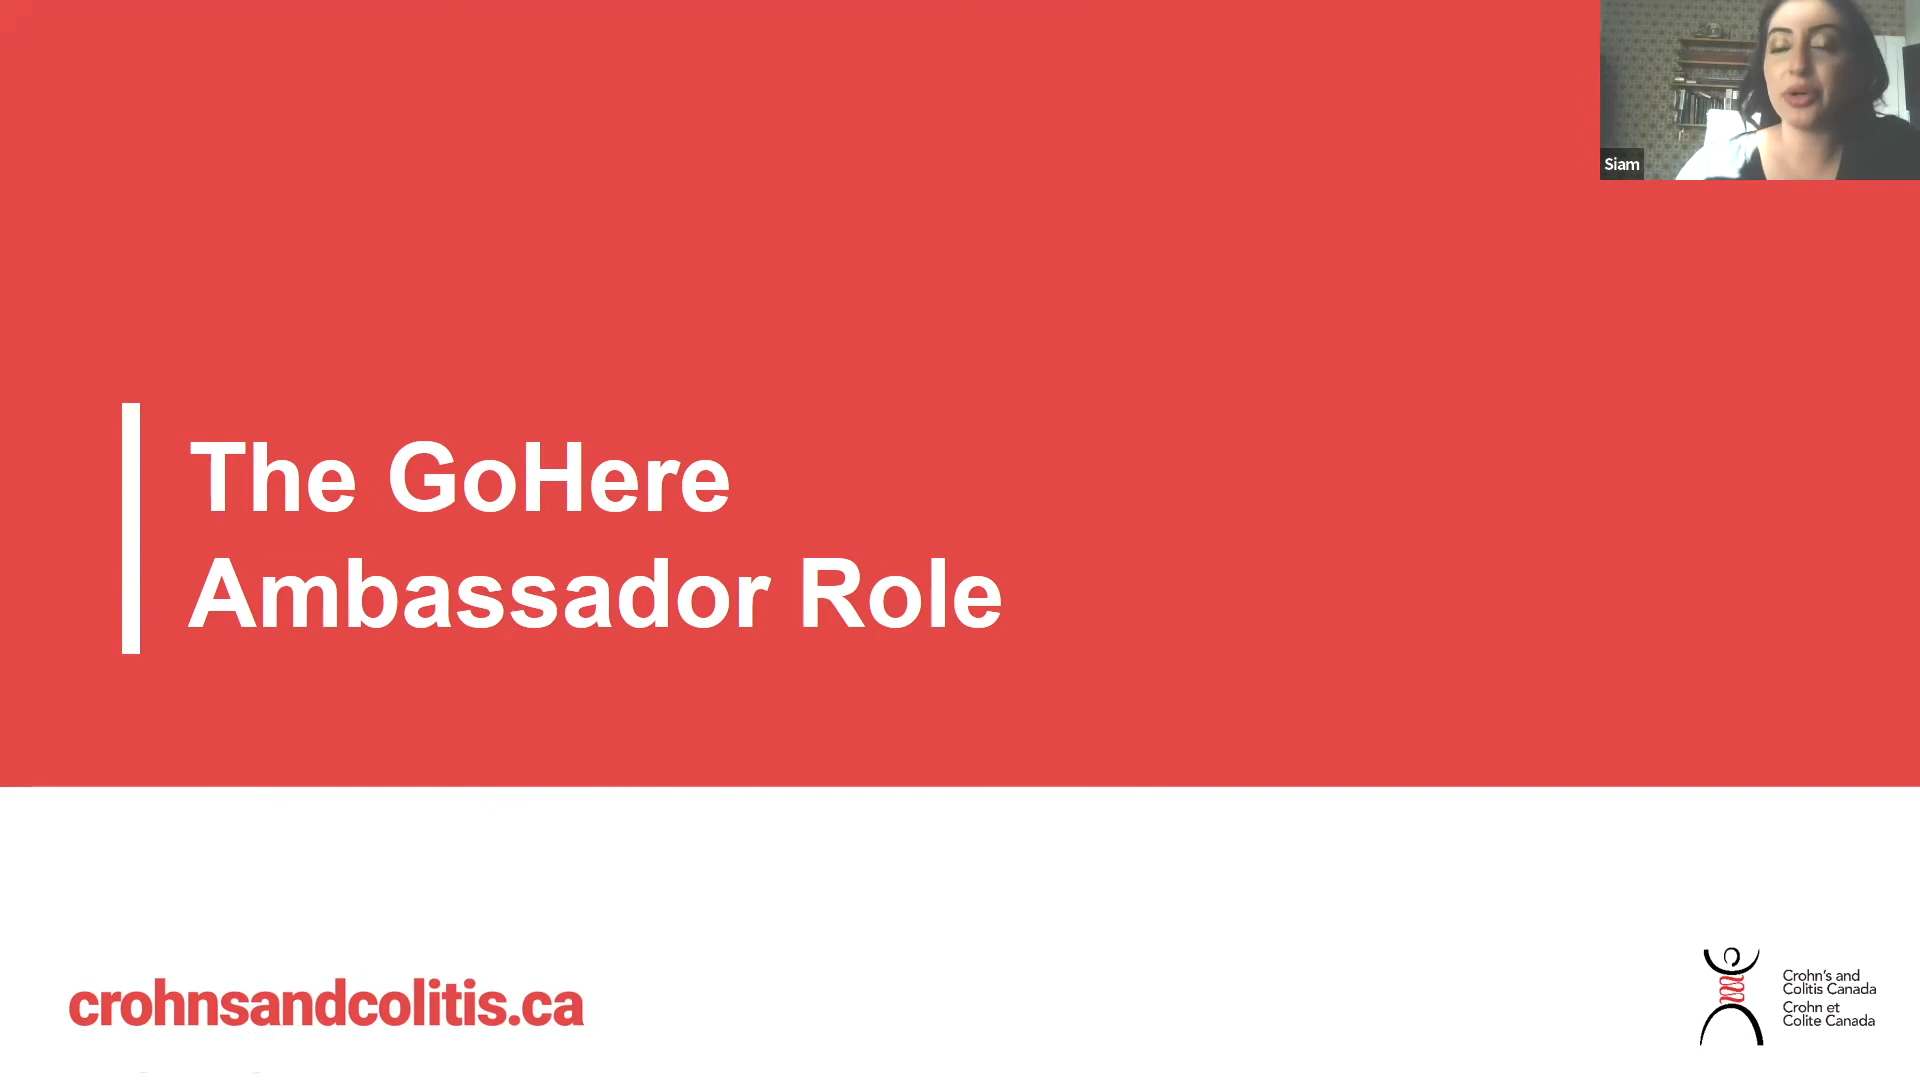 Siam
The GoHere
Ambassador Role
crohnsandcolitis.ca
Crohn's and
Colitis Canada
Crohn et
Colite Canada